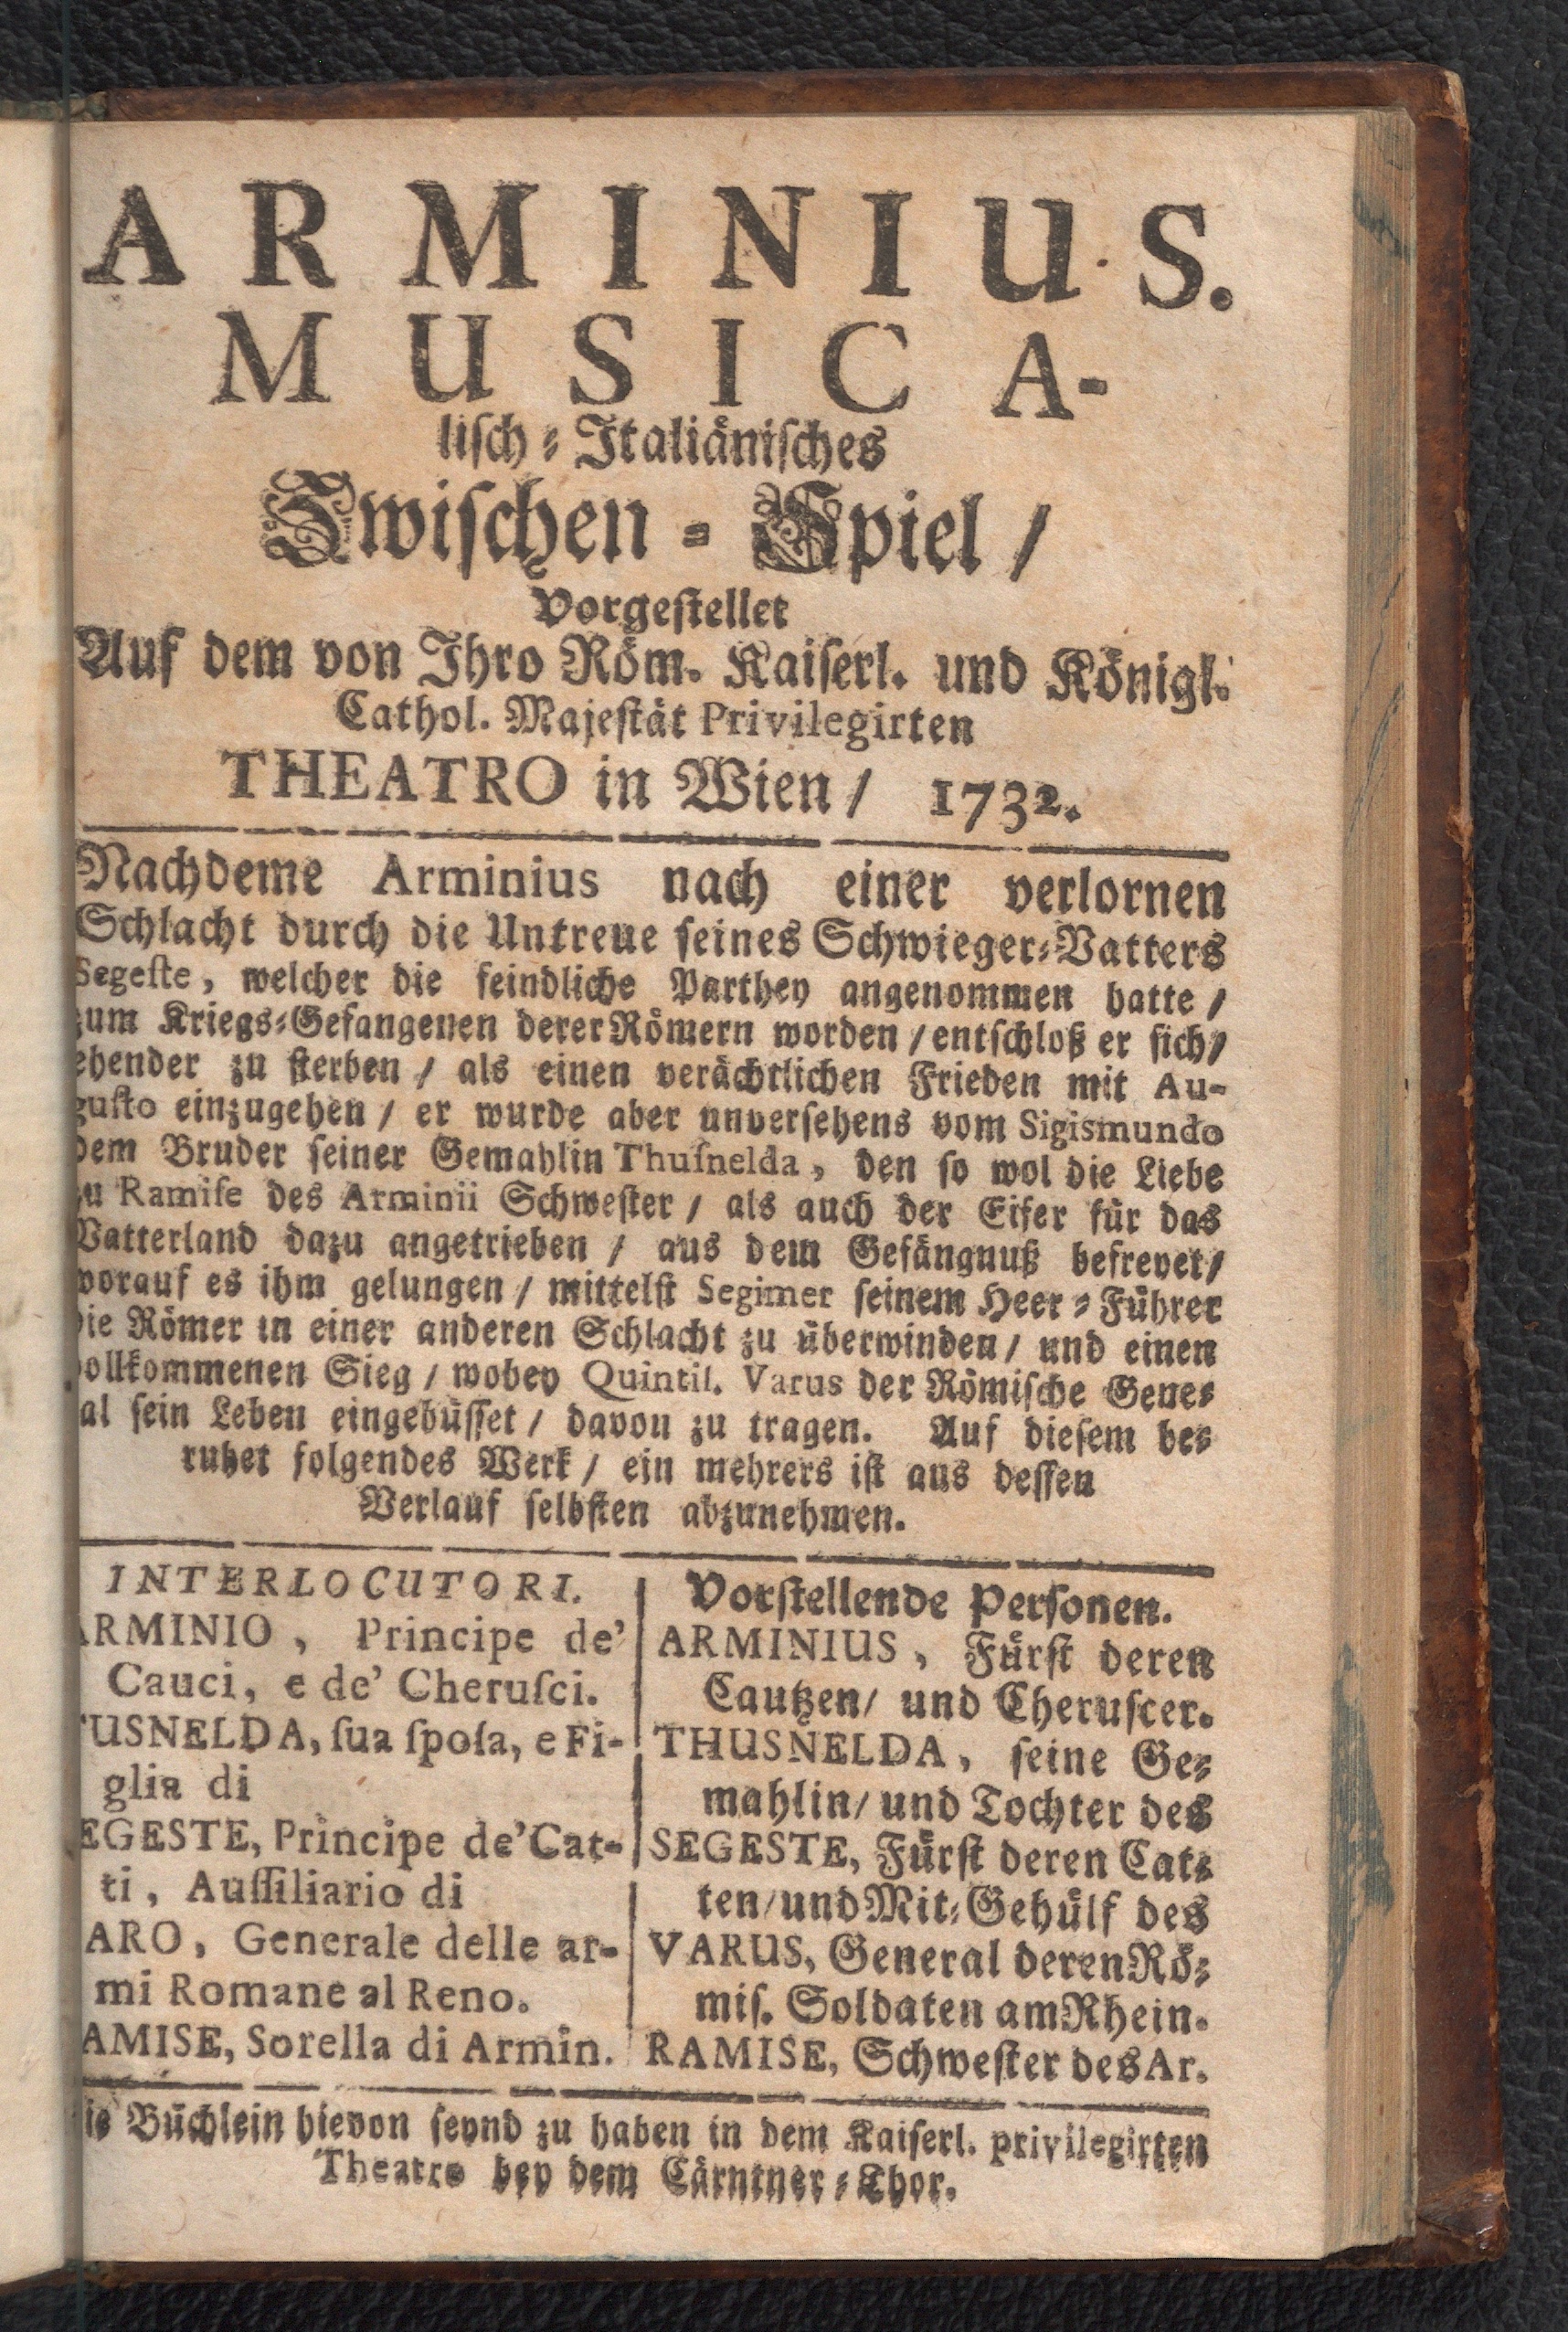 ARMINIUS.
MUSICA-
lisch-Italiänisches
Zwischen-Spiel /
Vorgestellet
Auf dem von Ihro Röm. Kaiserl. und Königl.
Cathol. Majestät Privilegirten
THEATRO in Wien / 1732.
Nachdeme Arminius nach einer verlornen
Schlacht durch die Untreue seines Schwieger-Vatters
Segeste, welcher die feindliche Parthey angenommen hatte /
zum Kriegs-Gefangenen derer Römern worden / entschloß er sich /
ehender zu sterben / als einen verächtlichen Frieden mit Au-
gusto einzugehen / er wurde aber unversehens vom Sigismundo
dem Bruder seiner Gemahlin Thusnelda, den so wol die Liebe
zu Ramise des Arminii Schwester / als auch der Eifer für das
Vatterland dazu angetrieben / aus dem Gefängnuß befreyet /
worauf es ihm gelungen / mittelst Segimer seinem Heer-Führer
die Römer in einer anderen Schlacht zu überwinden / und einen
vollkommenen Sieg / wobey Quintil. Varus der Römische Gene-
al sein Leben eingebüsset / davon zu tragen. Auf diesem be-
ruhet folgendes Werk / ein mehrers ist aus dessen
Verlauf selbsten abzunehmen.
INTERLOCUTORI.
ARMINIO, Principe de'
Cauci, e de' Cherusci.
TUSNELDA, sua sposa, e Fi-
glia di
EGESTE, Principe de' Cat-
ti, Aussiliario di
ARO, Generale delle ar-
mi Romane al Reno.
AMISE, Sorella di Armin.
Vorstellende Personen.
ARMINIUS, Fürst deren
Cautzen / und Cheruscer.
THUSNELDA, seine Ge-
mahlin / und Tochter des
SEGESTE, Fürst deren Cat-
ten / und Mit-Gehülf des
VARUS, General deren Rö-
mis. Soldaten am Rhein.
RAMISE, Schwester des Ar.
ie Büchlein hievon seynd zu haben in dem Kaiserl. privilegirten
Theatro bey dem Cärntner-Thor.